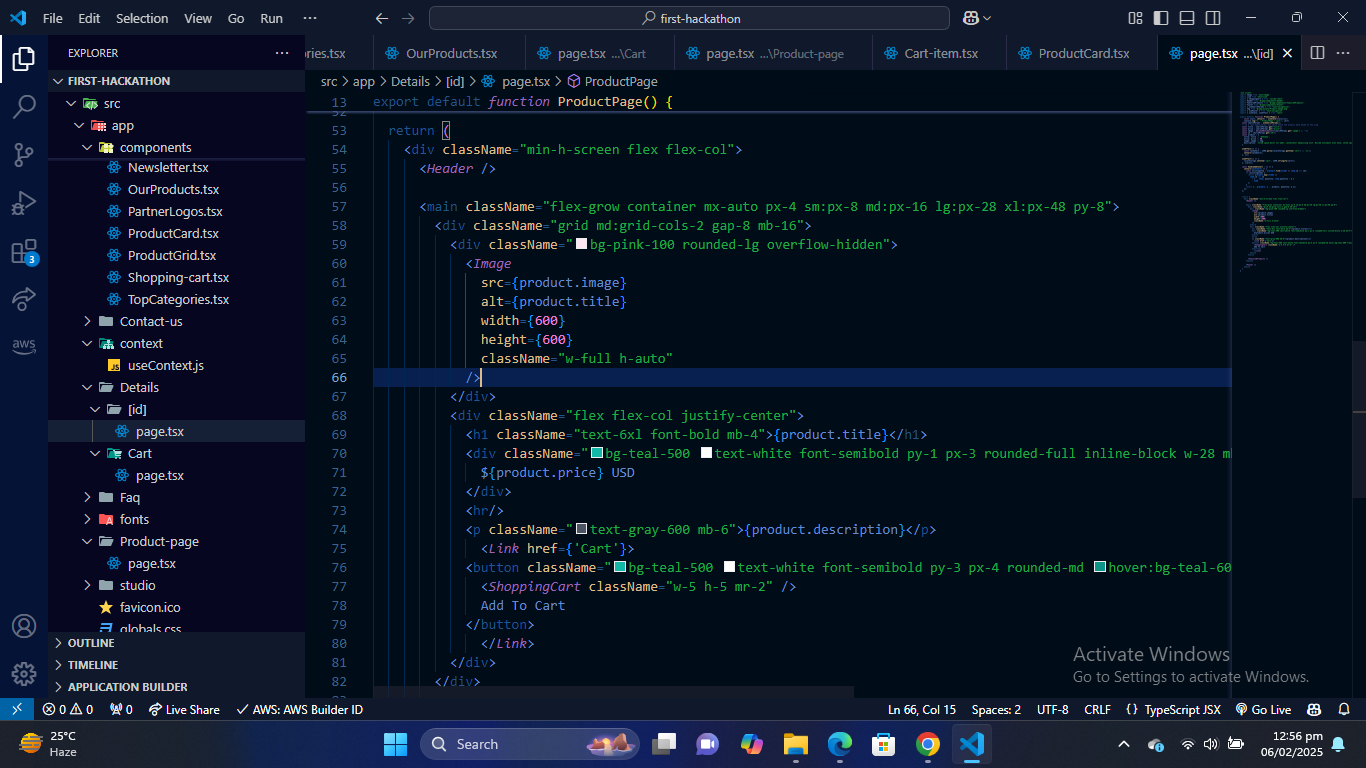 File Edit Selection View Go Run ··· first-hackathon
EXPLORER ···
ries.tsx OurProducts.tsx page.tsx ...\Cart page.tsx ...\Product-page Cart-item.tsx ProductCard.tsx page.tsx ...\[id]
src > app > Details > [id] > page.tsx > ProductPage
FIRST-HACKATHON
src
app
components
Newsletter.tsx
OurProducts.tsx
PartnerLogos.tsx
ProductCard.tsx
ProductGrid.tsx
Shopping-cart.tsx
TopCategories.tsx
Contact-us
context
useContext.js
Details
[id]
page.tsx
Cart
page.tsx
Faq
fonts
Product-page
page.tsx
studio
favicon.ico
globals.css
OUTLINE
TIMELINE
APPLICATION BUILDER
3
aws
13 export default function ProductPage() {
52
53 return (
54 <div className="min-h-screen flex flex-col">
55 <Header />
56
57 <main className="flex-grow container mx-auto px-4 sm:px-8 md:px-16 lg:px-28 xl:px-48 py-8">
58 <div className="grid md:grid-cols-2 gap-8 mb-16">
59 <div className="bg-pink-100 rounded-lg overflow-hidden">
60 <Image
61 src={product.image}
62 alt={product.title}
63 width={600}
64 height={600}
65 className="w-full h-auto"
66 />
67 </div>
68 <div className="flex flex-col justify-center">
69 <h1 className="text-6xl font-bold mb-4">{product.title}</h1>
70 <div className="bg-teal-500 text-white font-semibold py-1 px-3 rounded-full inline-block w-28 m
71 ${product.price} USD
72 </div>
73 <hr/>
74 <p className="text-gray-600 mb-6">{product.description}</p>
75 <Link href={'Cart'}>
76 <button className="bg-teal-500 text-white font-semibold py-3 px-4 rounded-md hover:bg-teal-60
77 <ShoppingCart className="w-5 h-5 mr-2" />
78 Add To Cart
79 </button>
80 </Link>
81 </div>
82 </div>
Activate Windows
Go to Settings to activate Windows.
0 0 0 Live Share AWS: AWS Builder ID Ln 66, Col 15 Spaces: 2 UTF-8 CRLF {} TypeScript JSX Go Live
25°C
Haze
Search
12:56 pm
06/02/2025